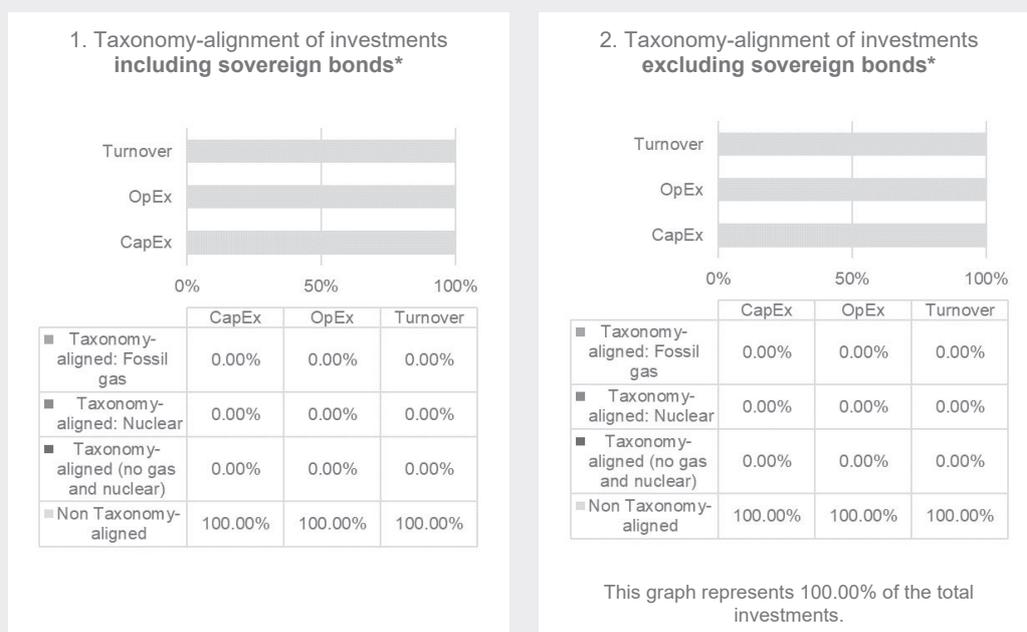 1. Taxonomy-alignment of investments
including sovereign bonds*
Turnover
OpEx
CapEx
0% 50% 100%
CapEx OpEx Turnover
Taxonomy-
aligned: Fossil
gas
0.00% 0.00% 0.00%
Taxonomy-
aligned: Nuclear
0.00% 0.00% 0.00%
Taxonomy-
aligned (no gas
and nuclear)
0.00% 0.00% 0.00%
Non Taxonomy-
aligned
100.00% 100.00% 100.00%
2. Taxonomy-alignment of investments
excluding sovereign bonds*
Turnover
OpEx
CapEx
0% 50% 100%
CapEx OpEx Turnover
Taxonomy-
aligned: Fossil
gas
0.00% 0.00% 0.00%
Taxonomy-
aligned: Nuclear
0.00% 0.00% 0.00%
Taxonomy-
aligned (no gas
and nuclear)
0.00% 0.00% 0.00%
Non Taxonomy-
aligned
100.00% 100.00% 100.00%
This graph represents 100.00% of the total
investments.